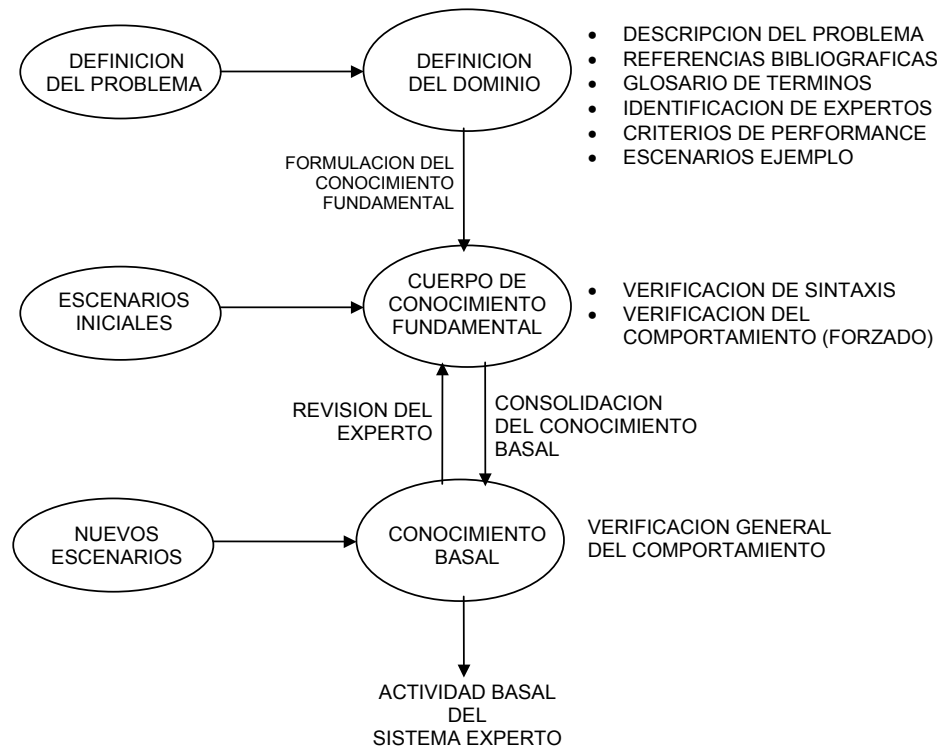 DEFINICION
DEL PROBLEMA
DEFINICION
DEL DOMINIO
• DESCRIPCION DEL PROBLEMA
• REFERENCIAS BIBLIOGRAFICAS
• GLOSARIO DE TERMINOS
• IDENTIFICACION DE EXPERTOS
• CRITERIOS DE PERFORMANCE
• ESCENARIOS EJEMPLO
FORMULACION DEL
CONOCIMIENTO
FUNDAMENTAL
ESCENARIOS
INICIALES
CUERPO DE
CONOCIMIENTO
FUNDAMENTAL
• VERIFICACION DE SINTAXIS
• VERIFICACION DEL
COMPORTAMIENTO (FORZADO)
REVISION DEL
EXPERTO
CONSOLIDACION
DEL CONOCIMIENTO
BASAL
NUEVOS
ESCENARIOS
CONOCIMIENTO
BASAL
VERIFICACION GENERAL
DEL COMPORTAMIENTO
ACTIVIDAD BASAL
DEL
SISTEMA EXPERTO